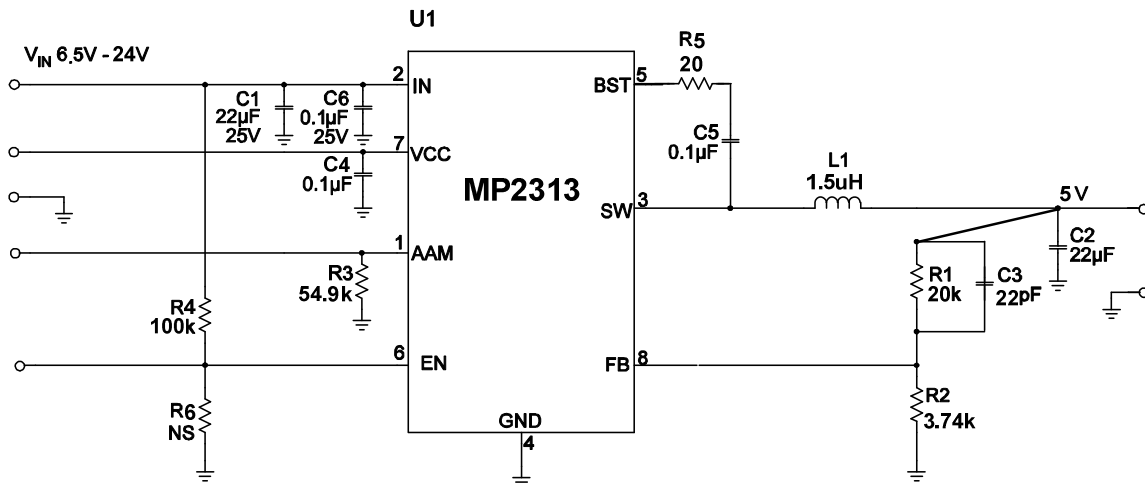 U1
V_IN 6.5V - 24V
2
IN
C1
22µF
25V
C6
0.1µF
25V
7
VCC
C4
0.1µF
MP2313
1
AAM
R3
54.9k
R4
100k
6
EN
R6
NS
GND
4
BST
5
R5
20
C5
0.1µF
SW
3
L1
1.5uH
5V
C2
22µF
R1
20k
C3
22pF
FB
8
R2
3.74k